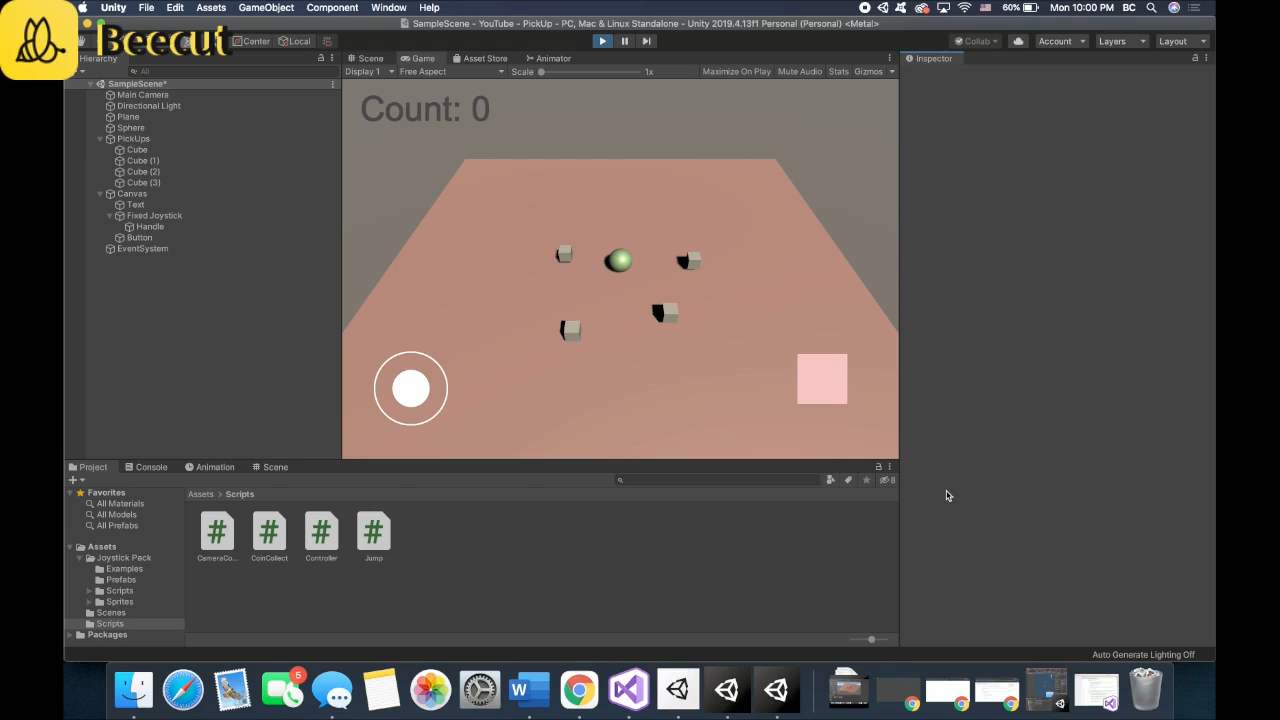 Unity File Edit Assets GameObject Component Window Help 60% Mon 10:00 PM BC
SampleScene - YouTube - PickUp - PC, Mac & Linux Standalone - Unity 2019.4.13f1 Personal (Personal) <Metal>
Beecut
Center Local Collab Account Layers Layout
Hierarchy Scene Game Asset Store Animator Inspector
All Display 1 Free Aspect Scale 1x Maximize On Play Mute Audio Stats Gizmos
SampleScene*
Main Camera
Directional Light
Plane
Sphere
PickUps
Cube
Cube (1)
Cube (2)
Cube (3)
Canvas
Text
Fixed Joystick
Handle
Button
EventSystem
Count: 0
Project Console Animation Scene
8
Favorites
All Materials
All Models
All Prefabs
Assets
Joystick Pack
Examples
Prefabs
Scripts
Sprites
Scenes
Scripts
Packages
Assets > Scripts
# # # #
CameraCo... CoinCollect Controller Jump
Auto Generate Lighting Off
5
W